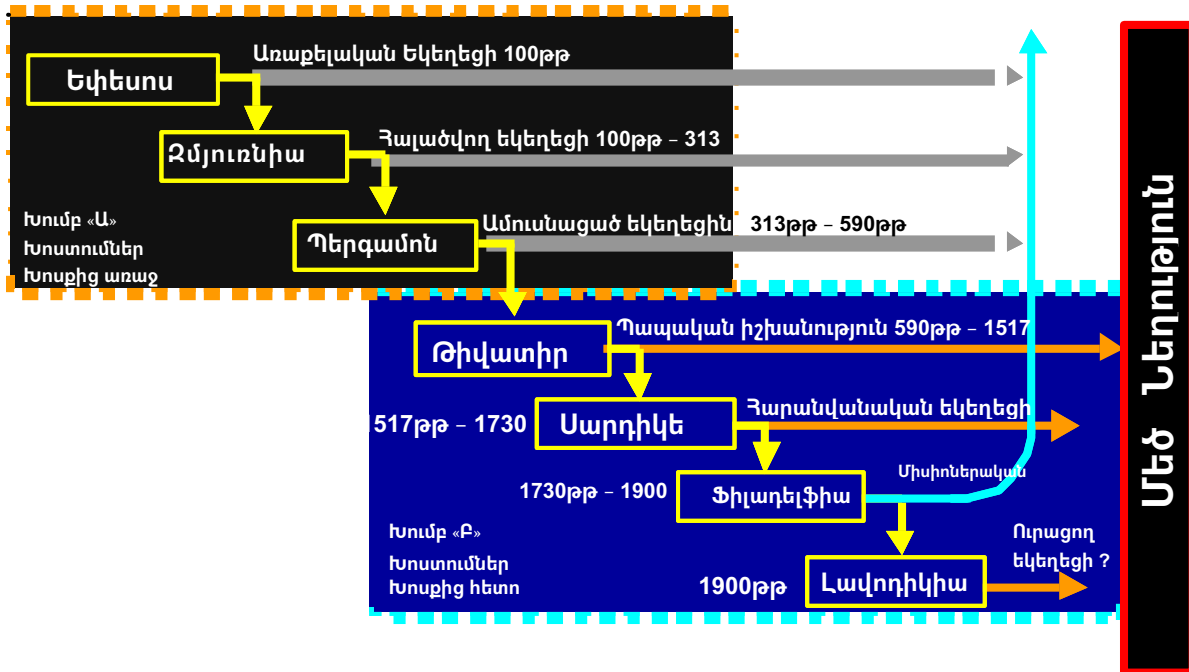 Առաքելական Եկեղեցի 100թթ
Եփեսոս
Հալածվող եկեղեցի 100թթ – 313
Զմյուռնիա
Խումբ «Ա»
Խոստումներ
Խոսքից առաջ
Ամուսնացած եկեղեցին 313թթ – 590թթ
Պերգամոն
Պապական իշխանություն 590թթ – 1517
Թիվատիր
Հարանվանական եկեղեցի
517թթ – 1730
Սարդիկե
Միսիոներական
1730թթ – 1900
Ֆիլադելֆիա
Խումբ «Բ»
Խոստումներ
Խոսքից հետո
Ուրացող
եկեղեցի ?
1900թթ
Լավոդիկիա
Մեծ Նեղություն